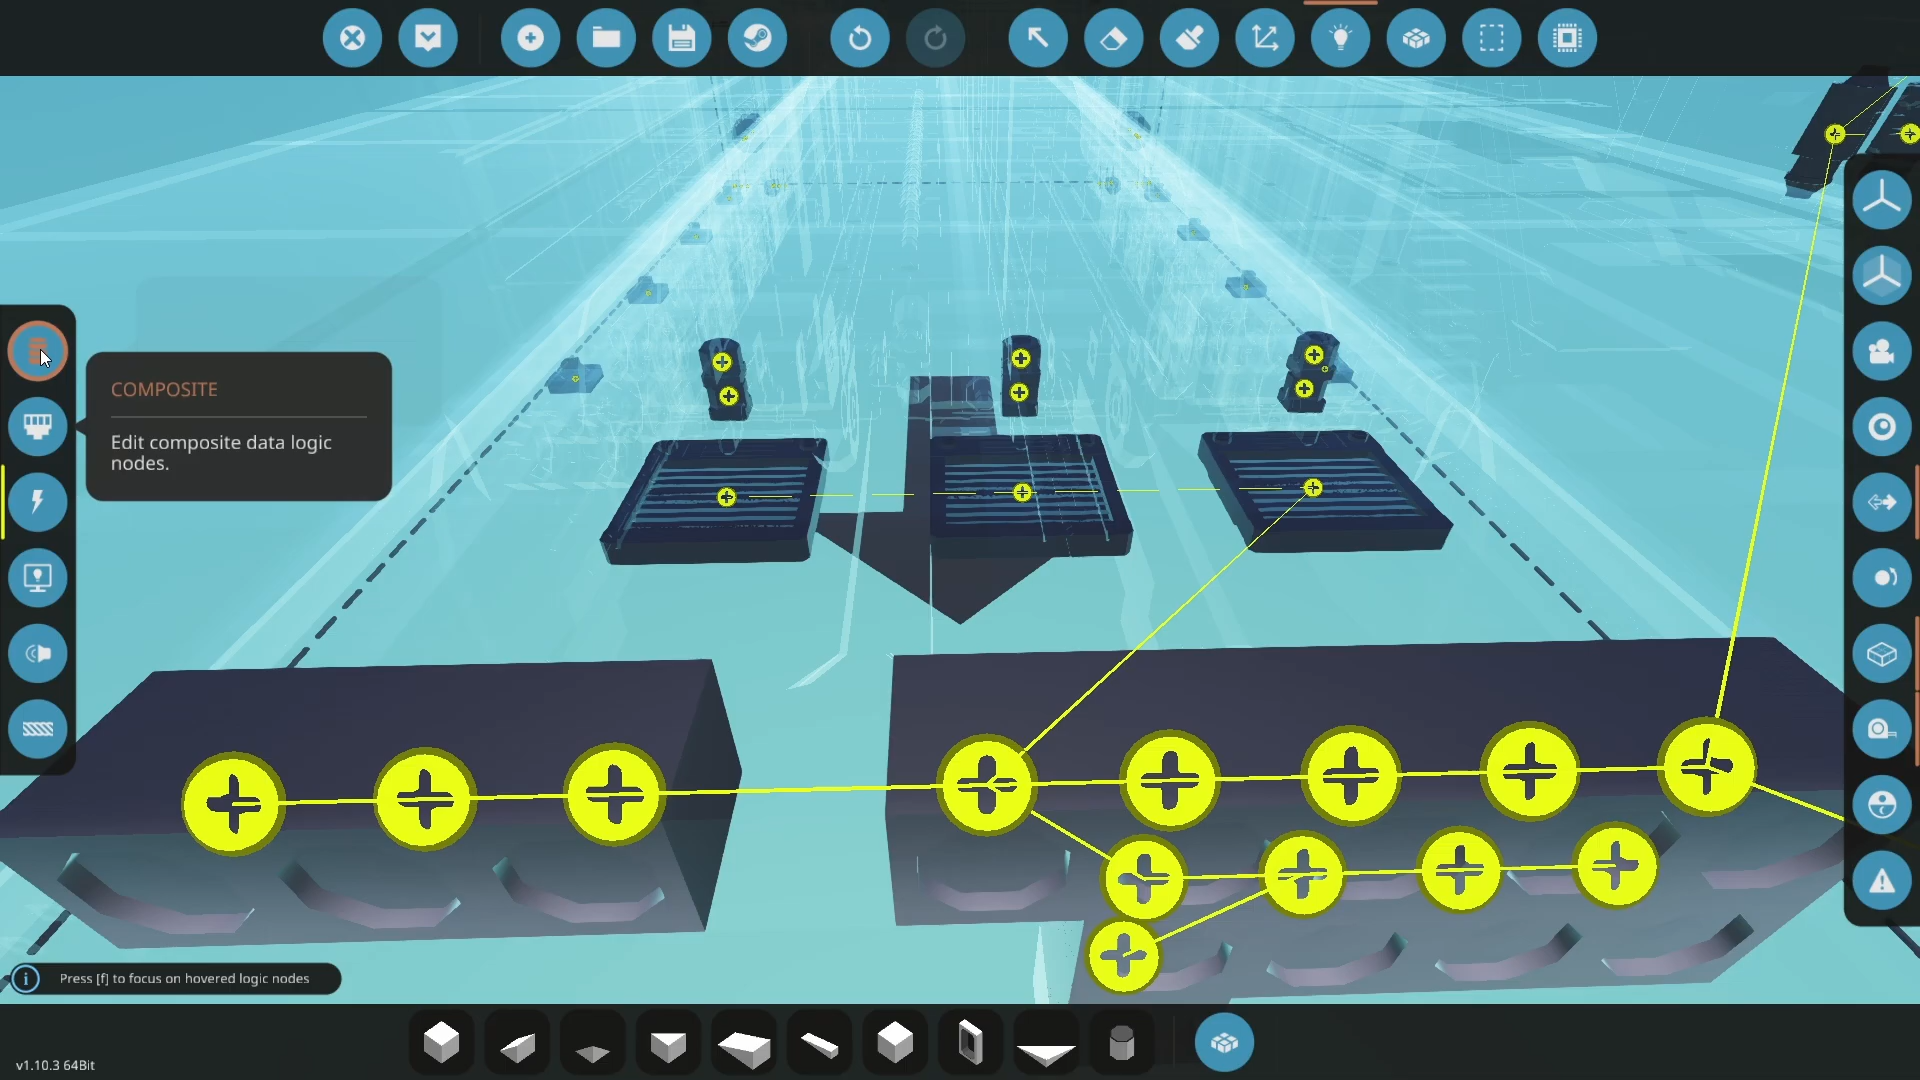 COMPOSITE
Edit composite data logic
nodes.
Press [f] to focus on hovered logic nodes
v1.10.3 64Bit